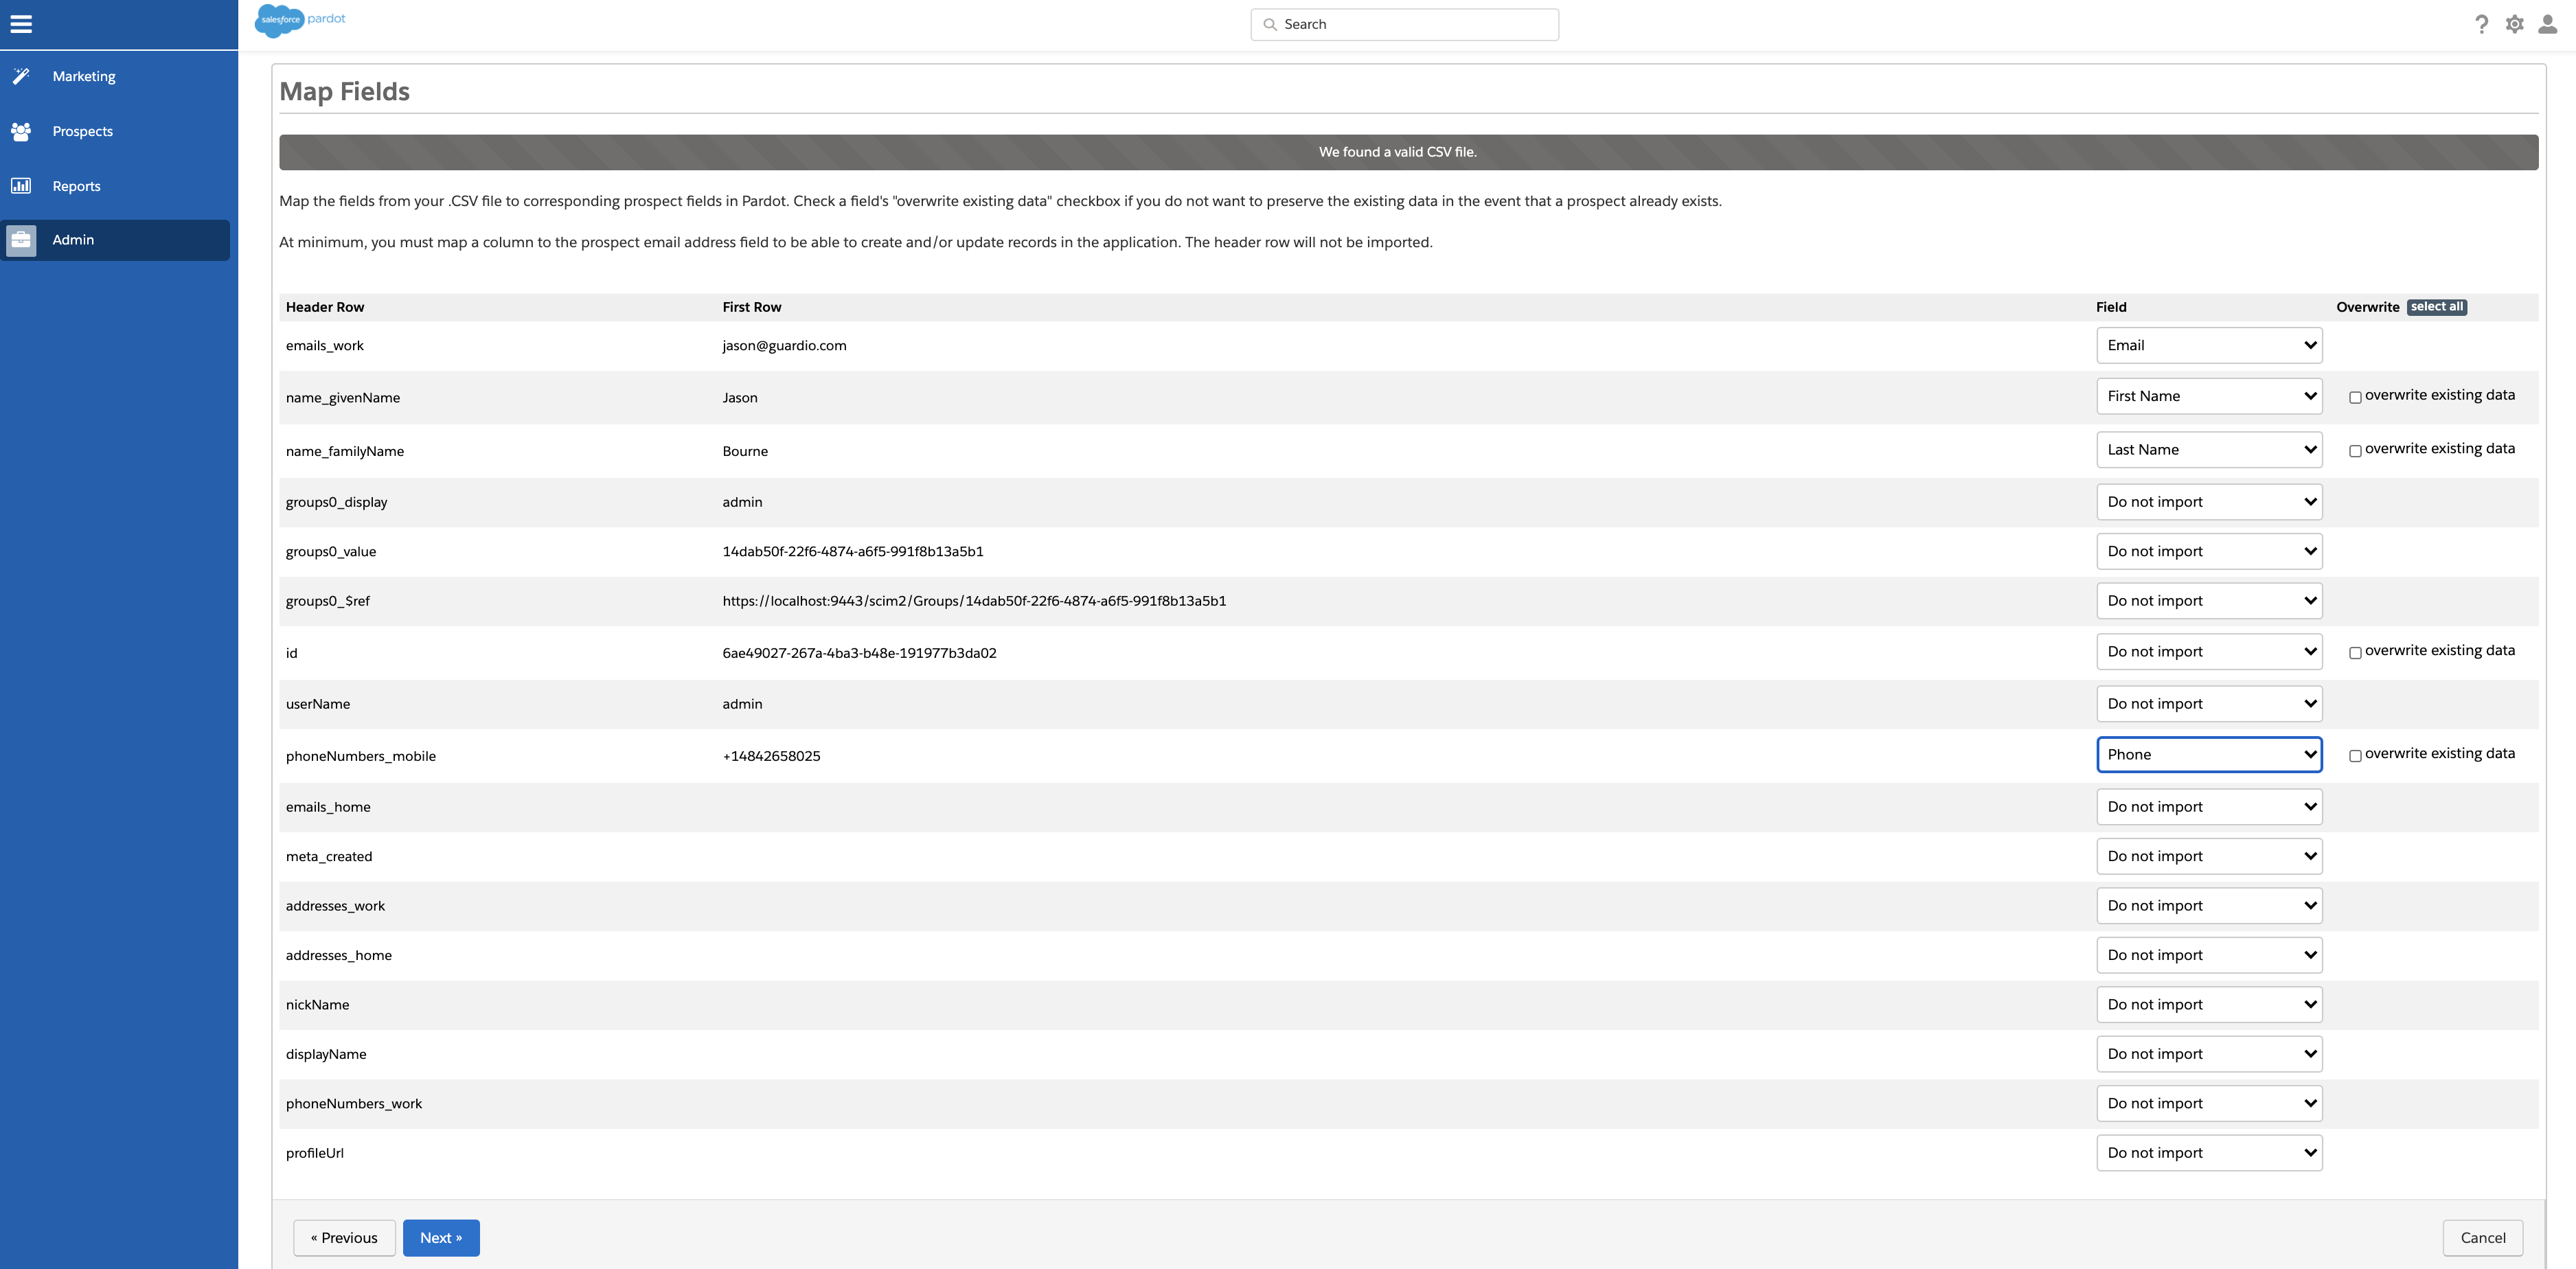 salesforce pardot
Search
?
Marketing
Prospects
Reports
Admin
Map Fields
We found a valid CSV file.
Map the fields from your .CSV file to corresponding prospect fields in Pardot. Check a field's "overwrite existing data" checkbox if you do not want to preserve the existing data in the event that a prospect already exists.
At minimum, you must map a column to the prospect email address field to be able to create and/or update records in the application. The header row will not be imported.
Header Row First Row Field Overwrite select all
emails_work jason@guardio.com Email
name_givenName Jason First Name overwrite existing data
name_familyName Bourne Last Name overwrite existing data
groups0_display admin Do not import
groups0_value 14dab50f-22f6-4874-a6f5-991f8b13a5b1 Do not import
groups0_$ref https://localhost:9443/scim2/Groups/14dab50f-22f6-4874-a6f5-991f8b13a5b1 Do not import
id 6ae49027-267a-4ba3-b48e-191977b3da02 Do not import overwrite existing data
userName admin Do not import
phoneNumbers_mobile +14842658025 Phone overwrite existing data
emails_home Do not import
meta_created Do not import
addresses_work Do not import
addresses_home Do not import
nickName Do not import
displayName Do not import
phoneNumbers_work Do not import
profileUrl Do not import
« Previous Next » Cancel